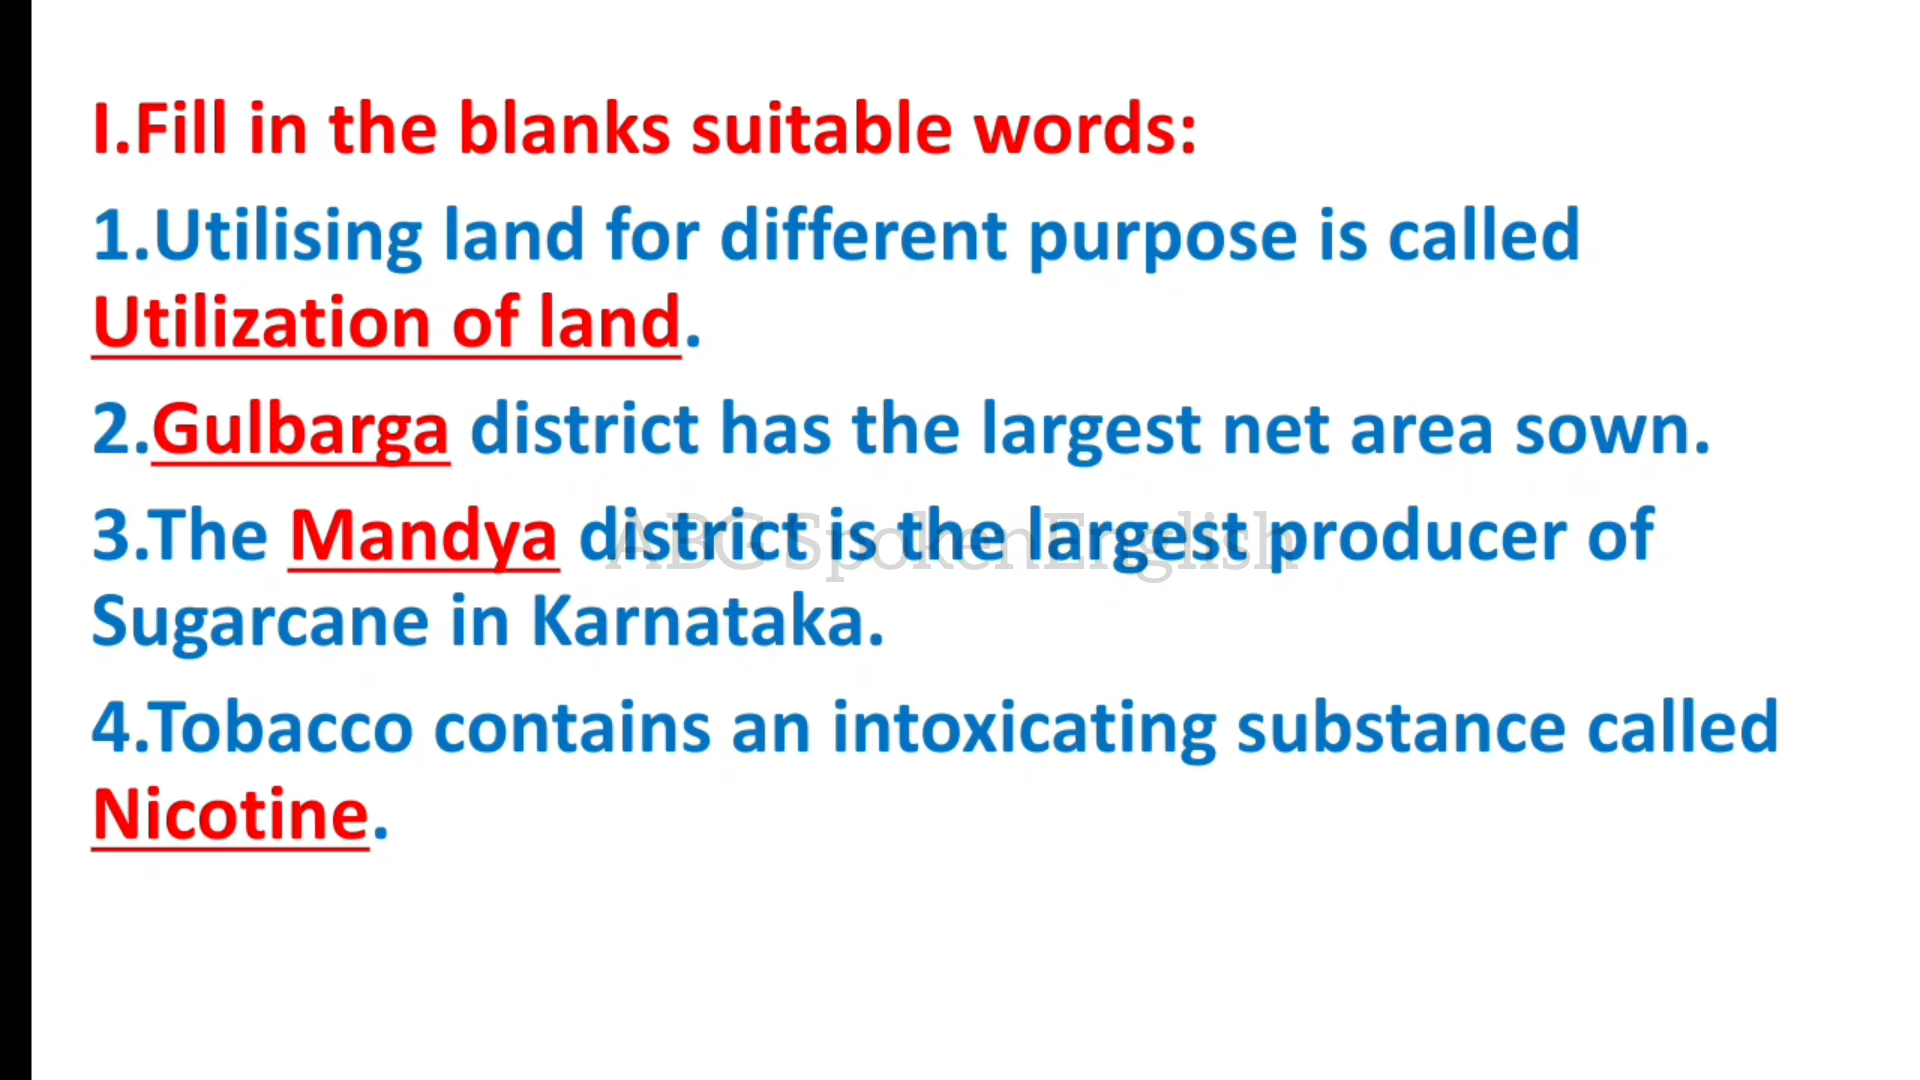 I.Fill in the blanks suitable words:
1.Utilising land for different purpose is called
Utilization of land.
2.Gulbarga district has the largest net area sown.
3.The Mandya district is the largest producer of
ABG SpokenEnglish
Sugarcane in Karnataka.
4.Tobacco contains an intoxicating substance called
Nicotine.